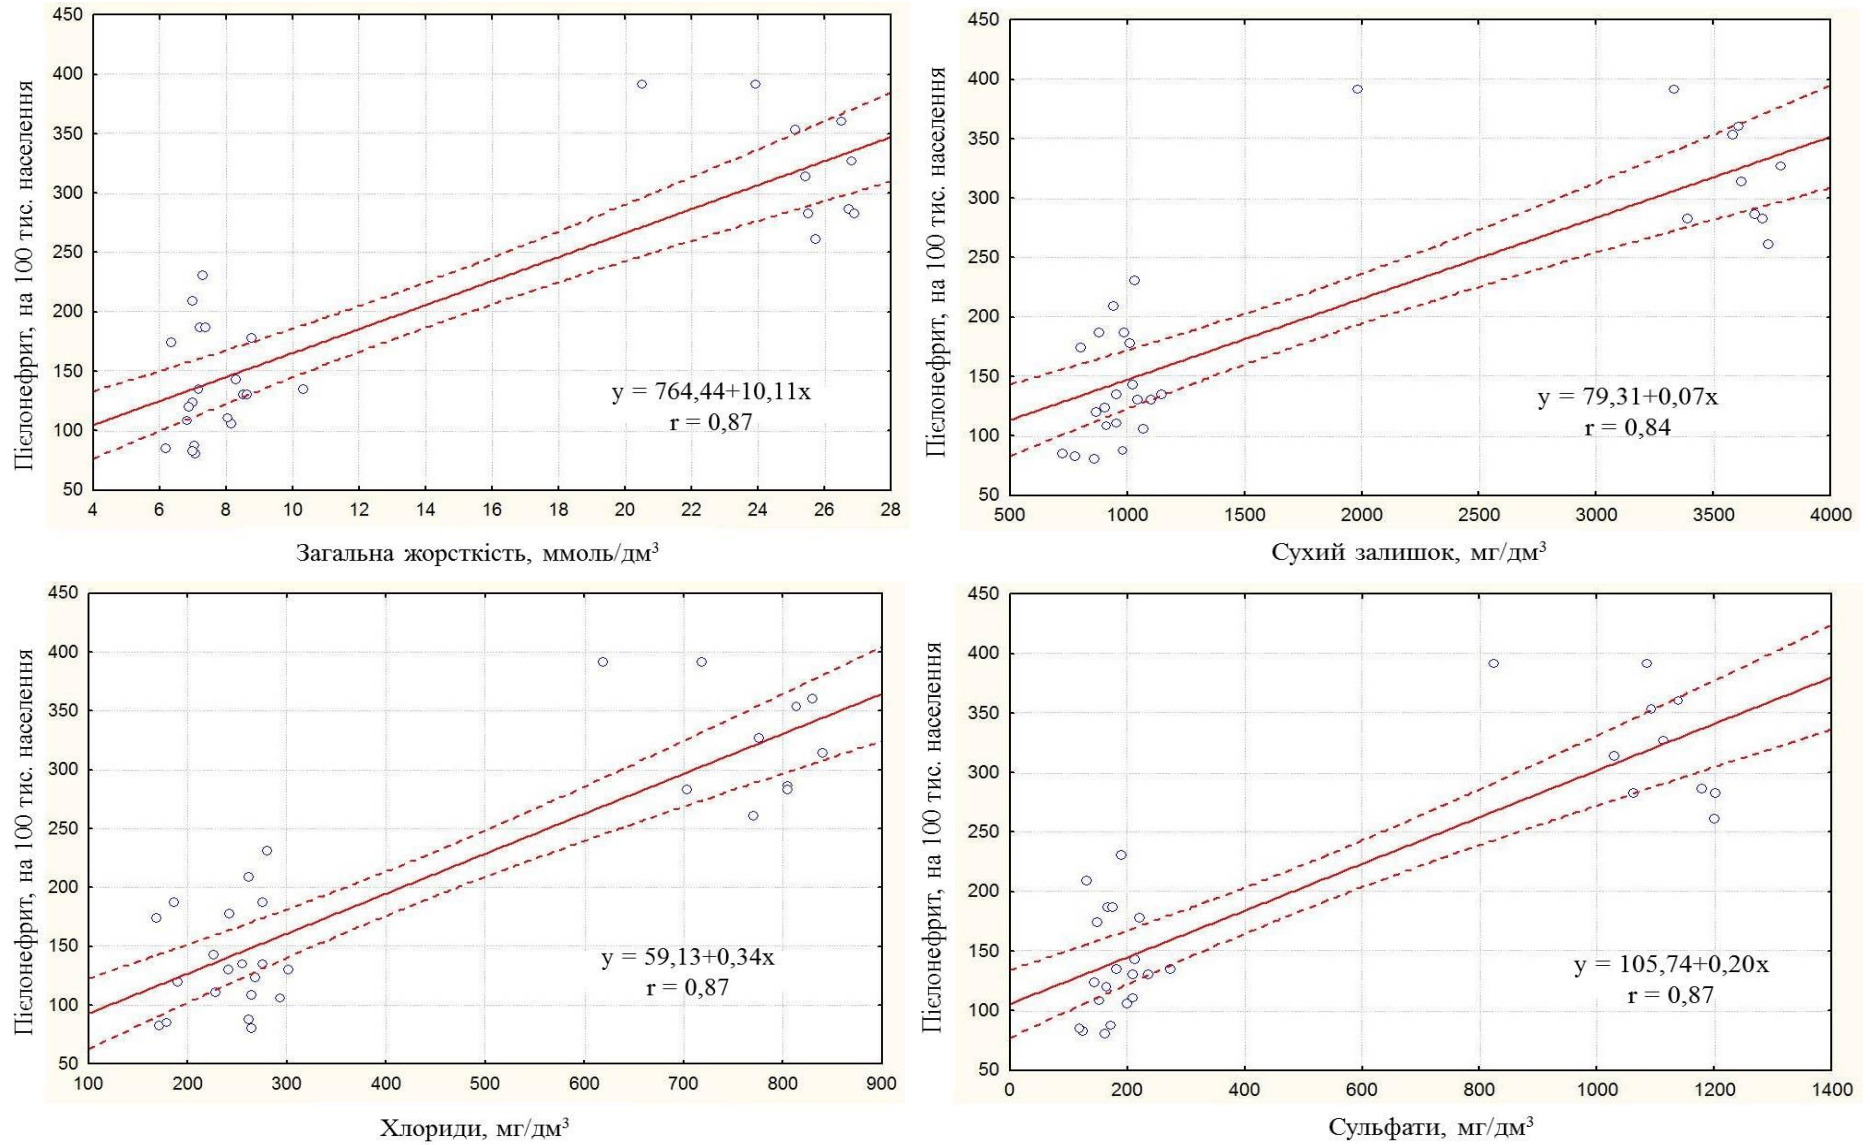 Пієлонефрит, на 100 тис. населення
450
400
350
300
250
200
150
100
50
y = 764,44+10,11x
r = 0,87
4 6 8 10 12 14 16 18 20 22 24 26 28
Загальна жорсткість, ммоль/дм³
Пієлонефрит, на 100 тис. населення
450
400
350
300
250
200
150
100
50
y = 79,31+0,07x
r = 0,84
500 1000 1500 2000 2500 3000 3500 4000
Сухий залишок, мг/дм³
Пієлонефрит, на 100 тис. населення
450
400
350
300
250
200
150
100
50
y = 59,13+0,34x
r = 0,87
100 200 300 400 500 600 700 800 900
Хлориди, мг/дм³
Пієлонефрит, на 100 тис. населення
450
400
350
300
250
200
150
100
50
y = 105,74+0,20x
r = 0,87
0 200 400 600 800 1000 1200 1400
Сульфати, мг/дм³